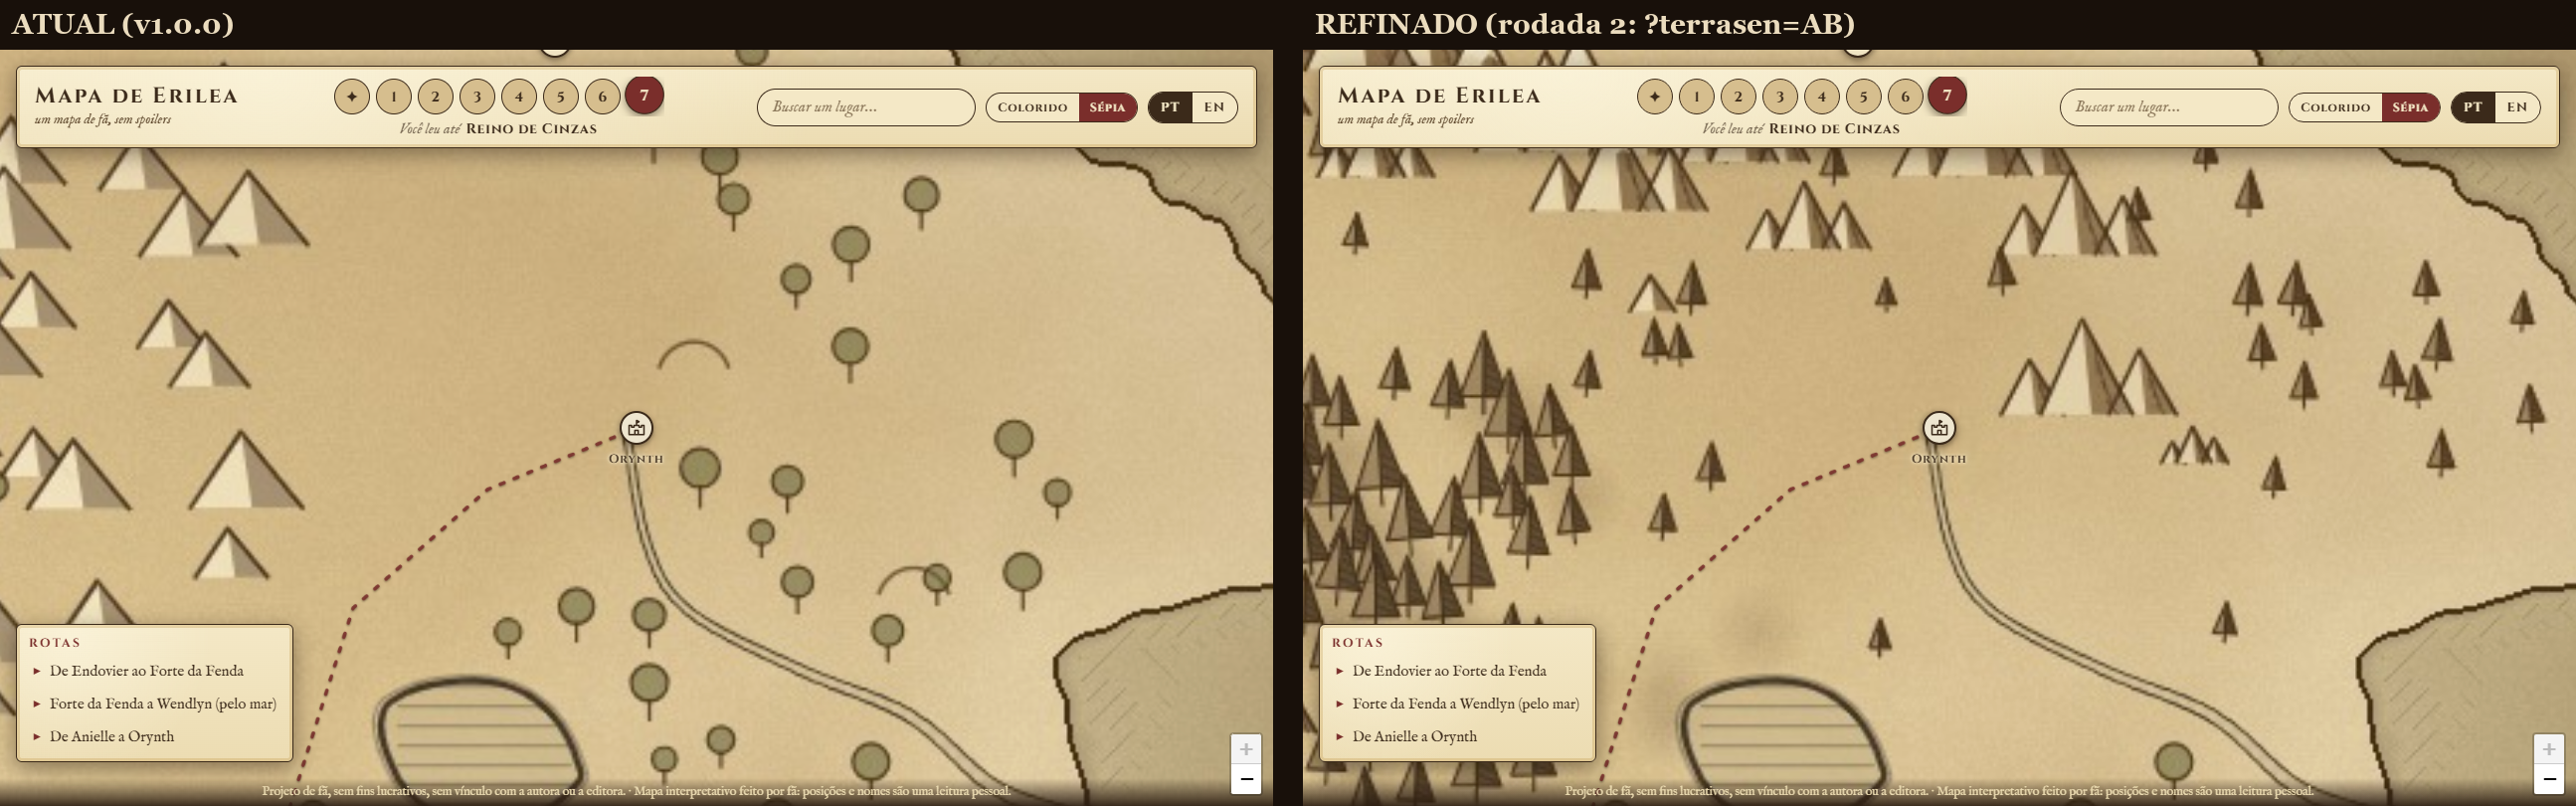 ATUAL (v1.0.0)
MAPA DE ERILEA
um mapa de fã, sem spoilers
✦ 1 2 3 4 5 6 7
Você leu até REINO DE CINZAS
Buscar um lugar...
COLORIDO SÉPIA
PT EN
ORYNTH
ROTAS
▸ De Endovier ao Forte da Fenda
▸ Forte da Fenda a Wendlyn (pelo mar)
▸ De Anielle a Orynth
+
−
Projeto de fã, sem fins lucrativos, sem vínculo com a autora ou a editora. · Mapa interpretativo feito por fã: posições e nomes são uma leitura pessoal.
REFINADO (rodada 2: ?terrasen=AB)
MAPA DE ERILEA
um mapa de fã, sem spoilers
✦ 1 2 3 4 5 6 7
Você leu até REINO DE CINZAS
Buscar um lugar...
COLORIDO SÉPIA
PT EN
ORYNTH
ROTAS
▸ De Endovier ao Forte da Fenda
▸ Forte da Fenda a Wendlyn (pelo mar)
▸ De Anielle a Orynth
+
−
Projeto de fã, sem fins lucrativos, sem vínculo com a autora ou a editora. · Mapa interpretativo feito por fã: posições e nomes são uma leitura pessoal.